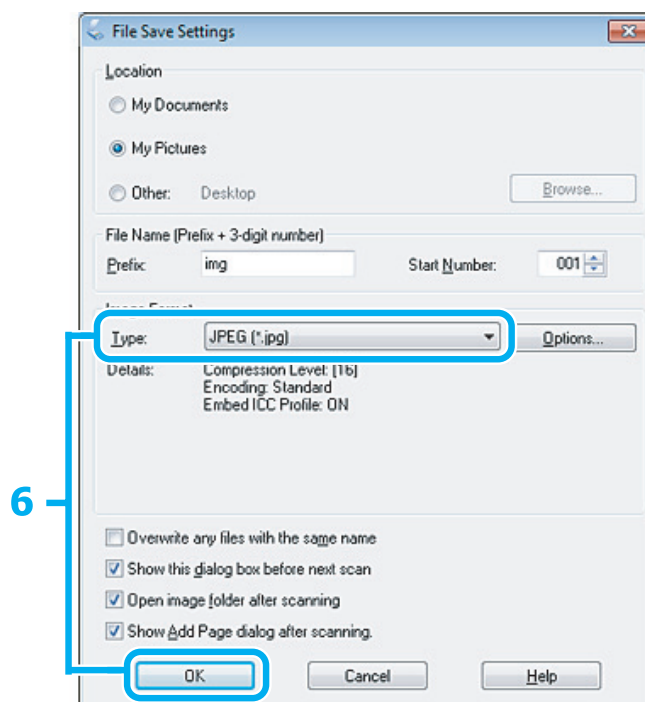 File Save Settings
Location
My Documents
My Pictures
Other: Desktop Browse...
File Name (Prefix + 3-digit number)
Prefix: img Start Number: 001
Image Format
Type: JPEG (*.jpg) Options...
Details: Compression Level: [16]
Encoding: Standard
Embed ICC Profile: ON
6
Overwrite any files with the same name
Show this dialog box before next scan
Open image folder after scanning
Show Add Page dialog after scanning.
OK Cancel Help